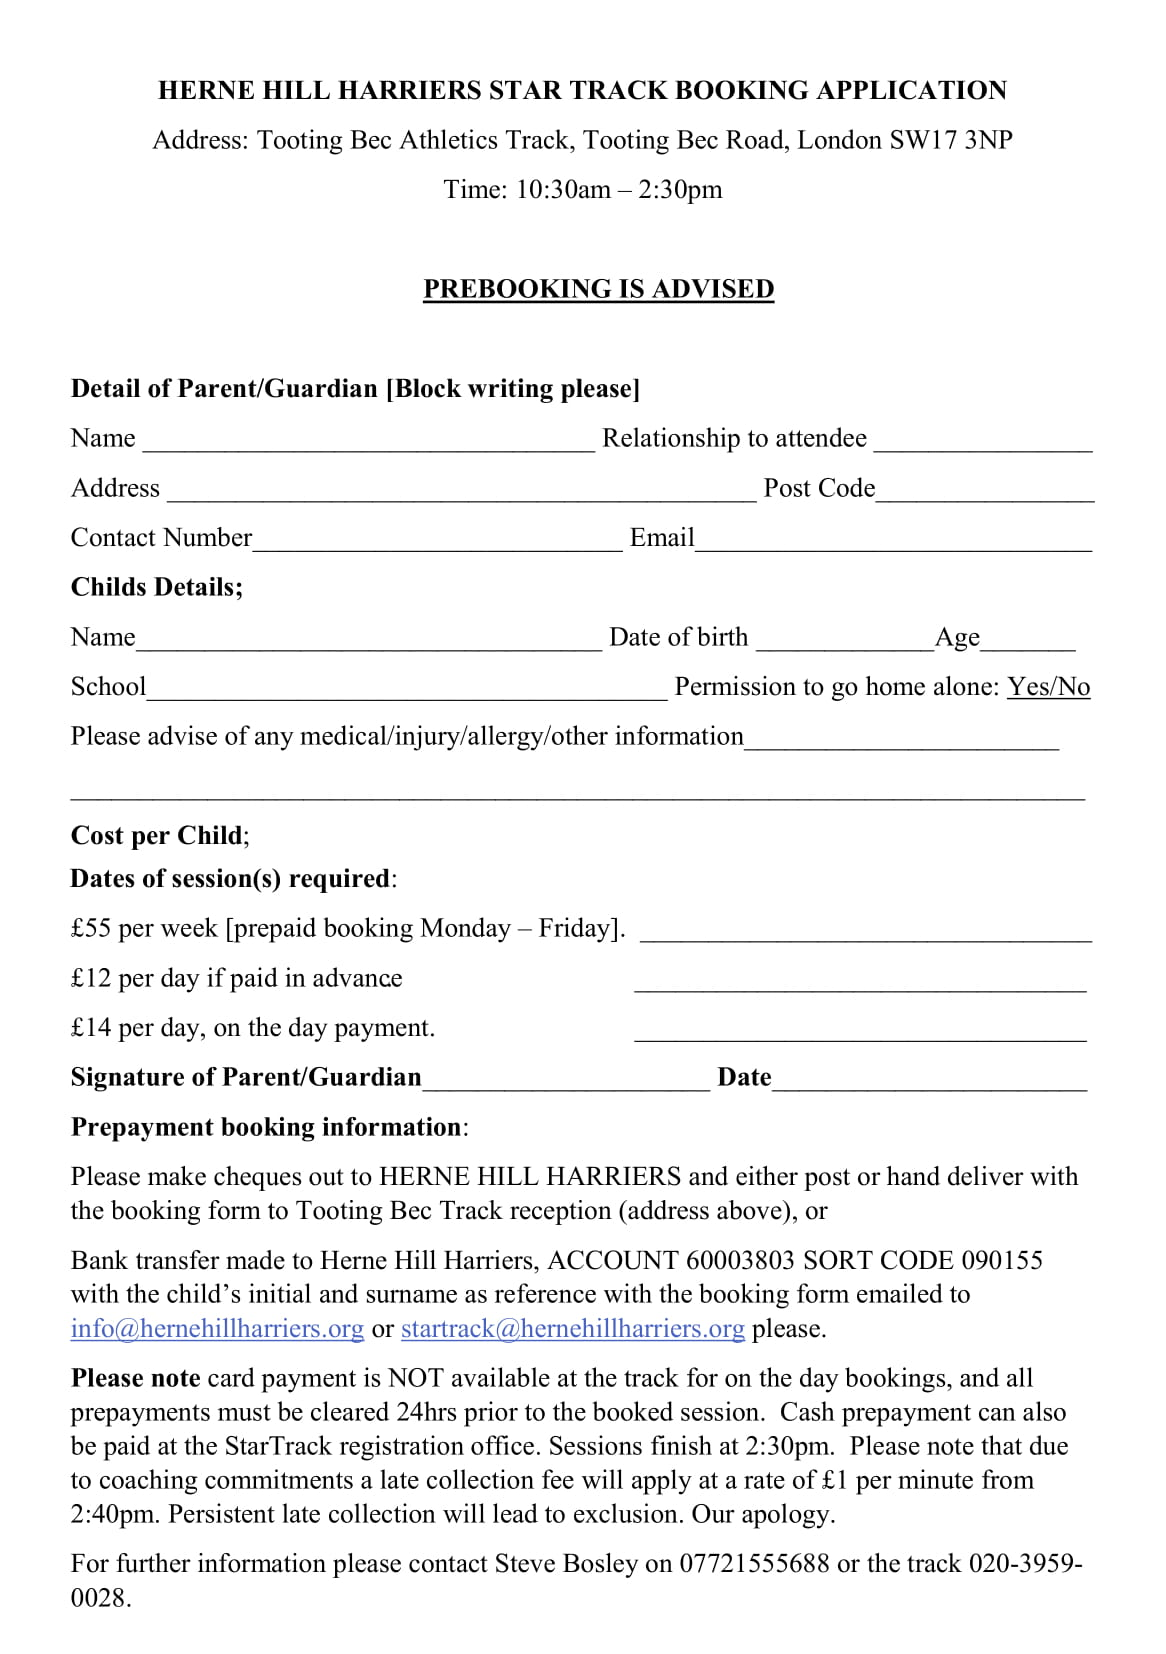 HERNE HILL HARRIERS STAR TRACK BOOKING APPLICATION
Address: Tooting Bec Athletics Track, Tooting Bec Road, London SW17 3NP
Time: 10:30am – 2:30pm
PREBOOKING IS ADVISED
Detail of Parent/Guardian [Block writing please]
Name _________________________________ Relationship to attendee ________________
Address ___________________________________________ Post Code________________
Contact Number___________________________ Email_____________________________
Childs Details;
Name__________________________________ Date of birth _____________Age_______
School______________________________________ Permission to go home alone: Yes/No
Please advise of any medical/injury/allergy/other information_______________________
__________________________________________________________________________
Cost per Child;
Dates of session(s) required:
£55 per week [prepaid booking Monday – Friday]. _________________________________
£12 per day if paid in advance _________________________________
£14 per day, on the day payment. _________________________________
Signature of Parent/Guardian_____________________ Date_______________________
Prepayment booking information:
Please make cheques out to HERNE HILL HARRIERS and either post or hand deliver with
the booking form to Tooting Bec Track reception (address above), or
Bank transfer made to Herne Hill Harriers, ACCOUNT 60003803 SORT CODE 090155
with the child’s initial and surname as reference with the booking form emailed to
info@hernehillharriers.org or startrack@hernehillharriers.org please.
Please note card payment is NOT available at the track for on the day bookings, and all
prepayments must be cleared 24hrs prior to the booked session.  Cash prepayment can also
be paid at the StarTrack registration office. Sessions finish at 2:30pm.  Please note that due
to coaching commitments a late collection fee will apply at a rate of £1 per minute from
2:40pm. Persistent late collection will lead to exclusion. Our apology.
For further information please contact Steve Bosley on 07721555688 or the track 020-3959-
0028.